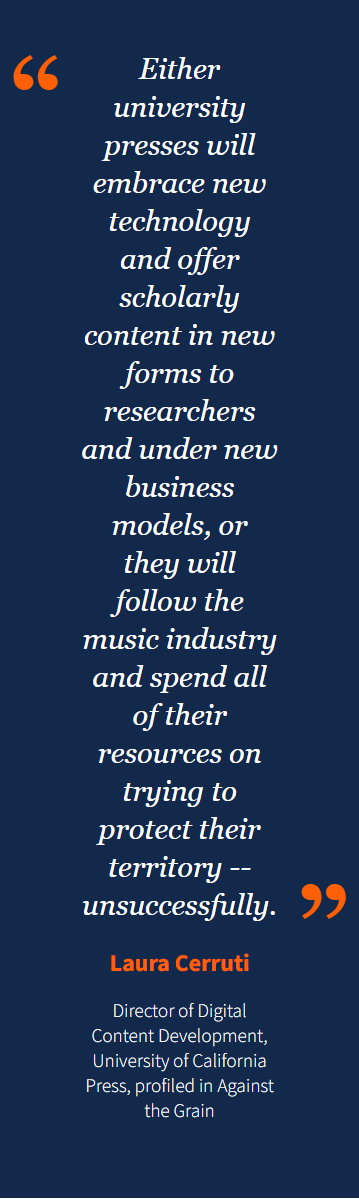 “ Either
university
presses will
embrace new
technology
and offer
scholarly
content in new
forms to
researchers
and under new
business
models, or
they will
follow the
music industry
and spend all
of their
resources on
trying to
protect their
territory --
unsuccessfully. ”
Laura Cerruti
Director of Digital
Content Development,
University of California
Press, profiled in Against
the Grain